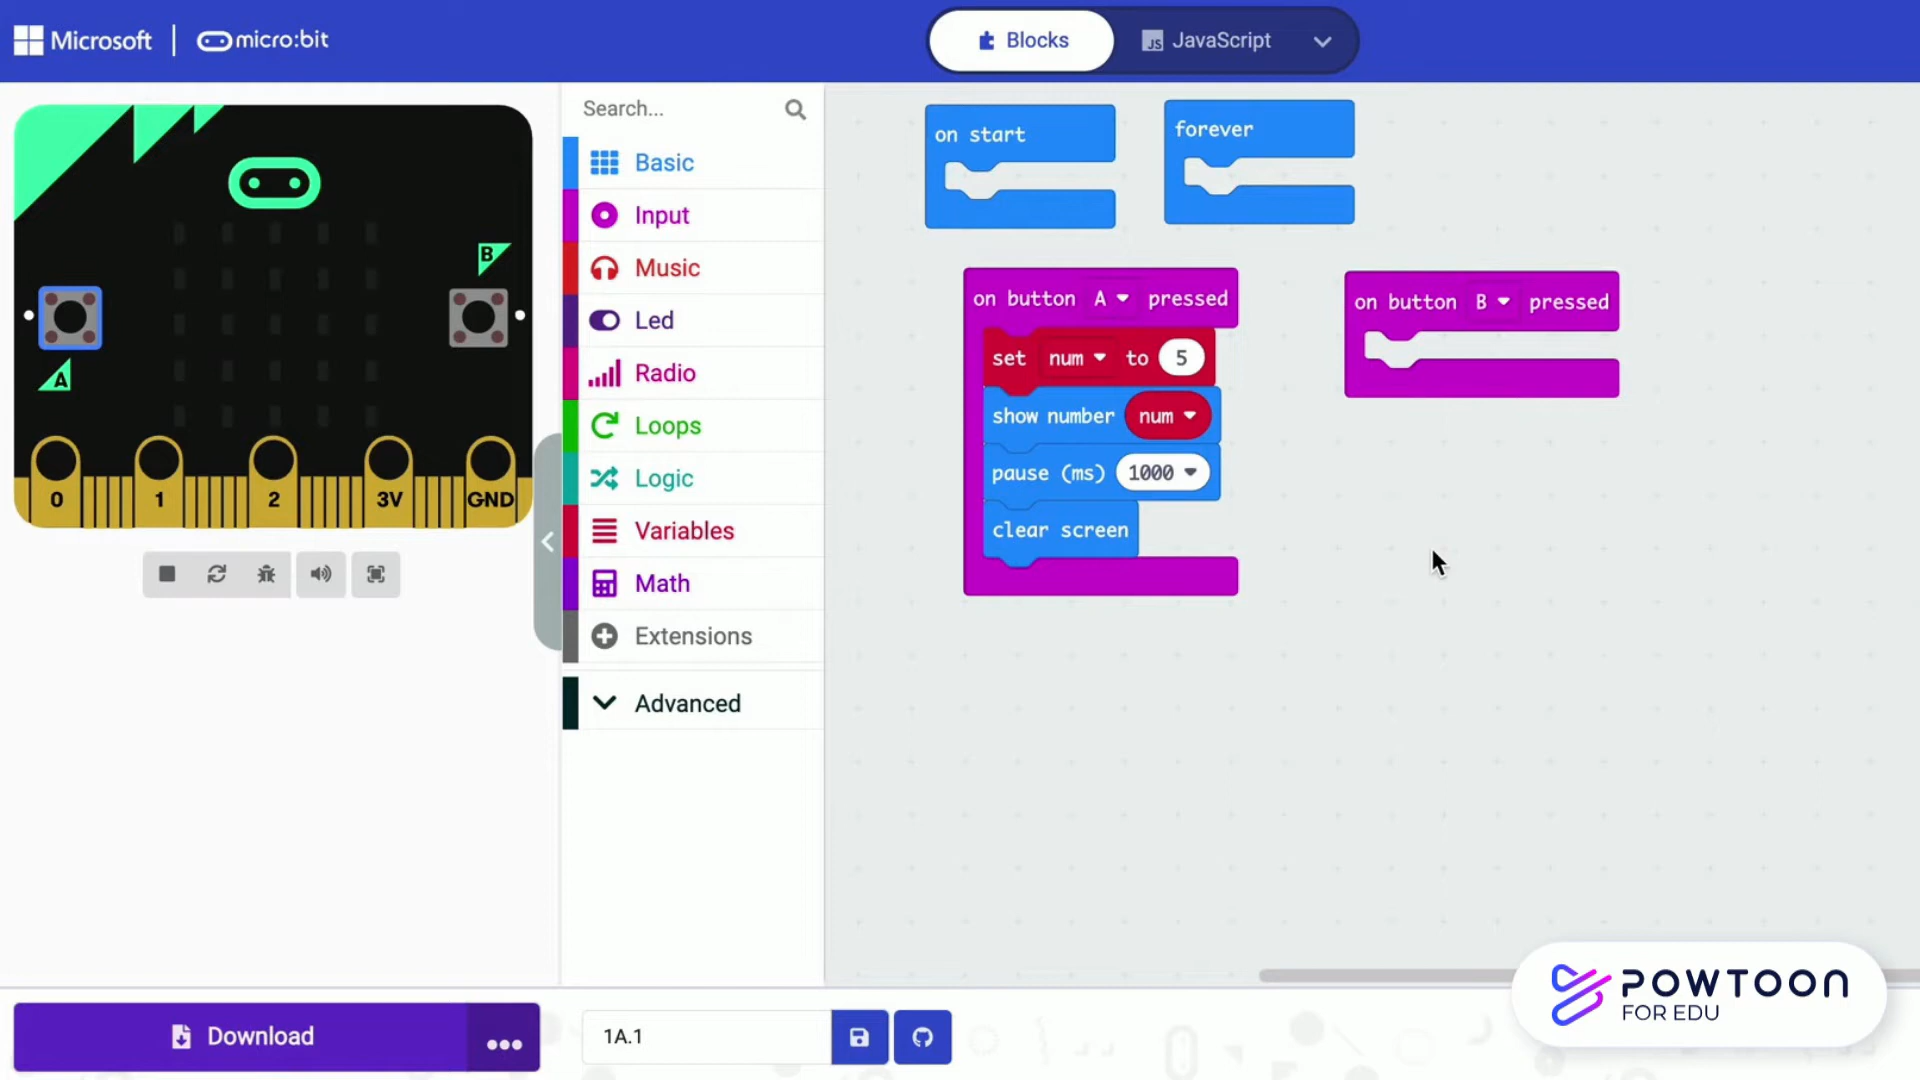 Microsoft | micro:bit
Blocks
JavaScript
Search...
Basic
Input
Music
Led
Radio
Loops
Logic
Variables
Math
Extensions
Advanced
B
A
0 1 2 3V GND
on start
forever
on button A pressed
set num to 5
show number num
pause (ms) 1000
clear screen
on button B pressed
Download
1A.1
POWTOON
FOR EDU